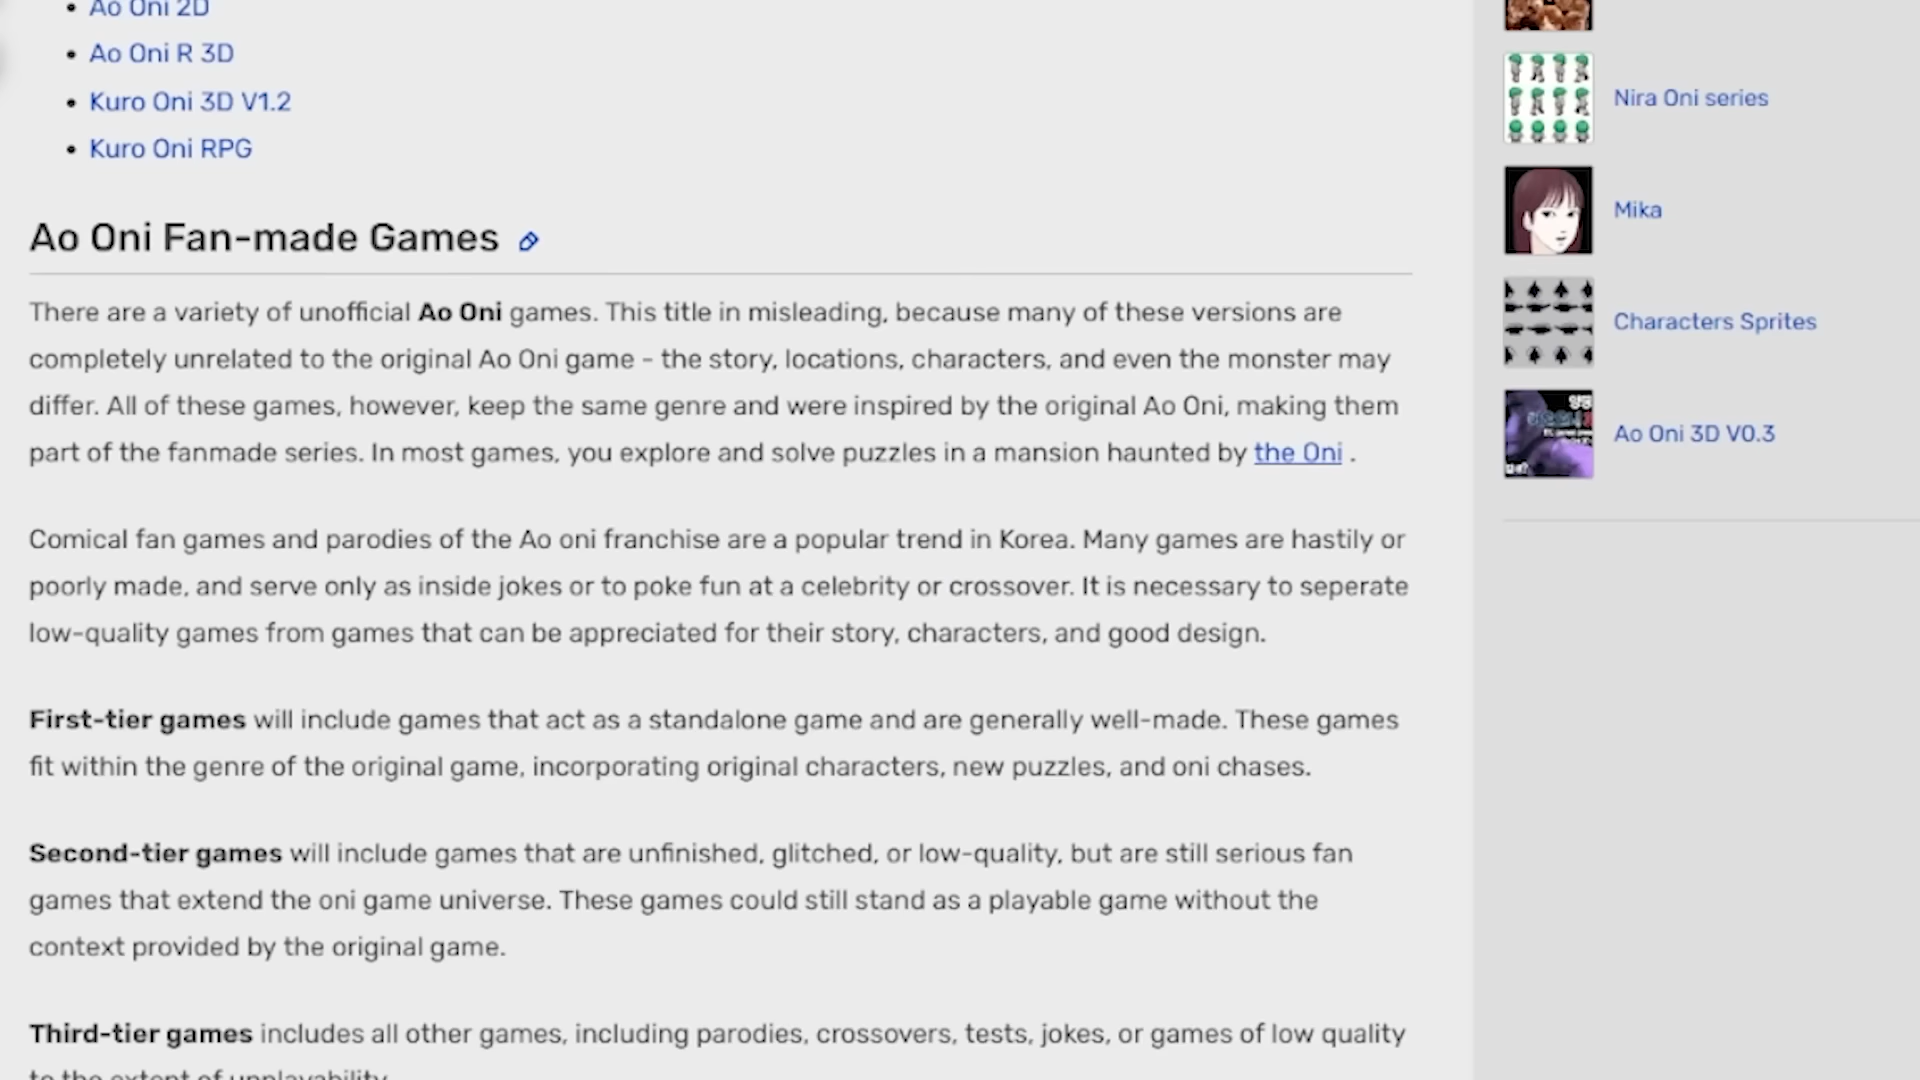 Ao Oni 2D
Ao Oni R 3D
Kuro Oni 3D V1.2
Kuro Oni RPG
Ao Oni Fan-made Games
There are a variety of unofficial Ao Oni games. This title in misleading, because many of these versions are
completely unrelated to the original Ao Oni game - the story, locations, characters, and even the monster may
differ. All of these games, however, keep the same genre and were inspired by the original Ao Oni, making them
part of the fanmade series. In most games, you explore and solve puzzles in a mansion haunted by the Oni .
Comical fan games and parodies of the Ao oni franchise are a popular trend in Korea. Many games are hastily or
poorly made, and serve only as inside jokes or to poke fun at a celebrity or crossover. It is necessary to seperate
low-quality games from games that can be appreciated for their story, characters, and good design.
First-tier games will include games that act as a standalone game and are generally well-made. These games
fit within the genre of the original game, incorporating original characters, new puzzles, and oni chases.
Second-tier games will include games that are unfinished, glitched, or low-quality, but are still serious fan
games that extend the oni game universe. These games could still stand as a playable game without the
context provided by the original game.
Third-tier games includes all other games, including parodies, crossovers, tests, jokes, or games of low quality
to the extent of unplayability.
Nira Oni series
Mika
Characters Sprites
Ao Oni 3D V0.3